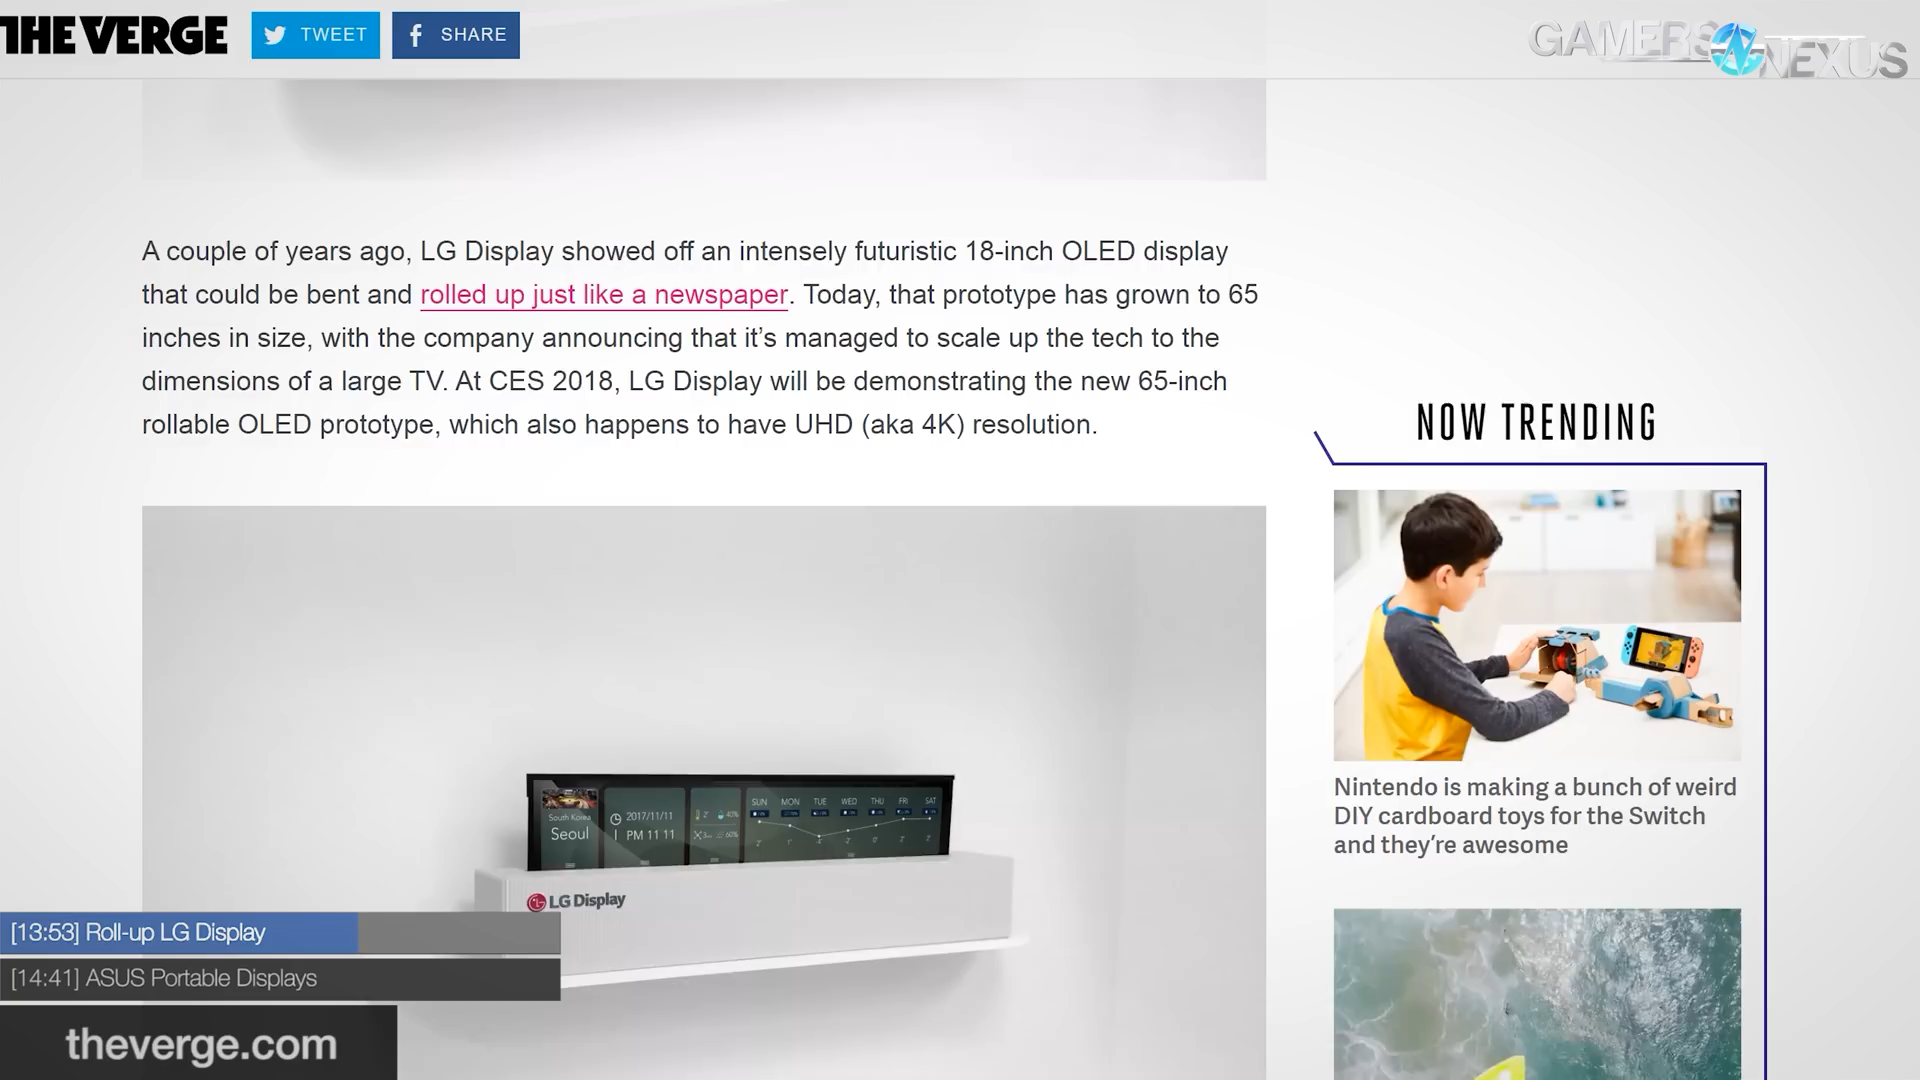 THE VERGE
TWEET
SHARE
GAMERS NEXUS
A couple of years ago, LG Display showed off an intensely futuristic 18-inch OLED display
that could be bent and rolled up just like a newspaper. Today, that prototype has grown to 65
inches in size, with the company announcing that it’s managed to scale up the tech to the
dimensions of a large TV. At CES 2018, LG Display will be demonstrating the new 65-inch
rollable OLED prototype, which also happens to have UHD (aka 4K) resolution.
NOW TRENDING
Nintendo is making a bunch of weird
DIY cardboard toys for the Switch
and they’re awesome
SUN MON TUE WED THU FRI SAT
South Korea
Seoul
2017/11/11
PM 11 11
40%
60%
LG Display
[13:53] Roll-up LG Display
[14:41] ASUS Portable Displays
theverge.com